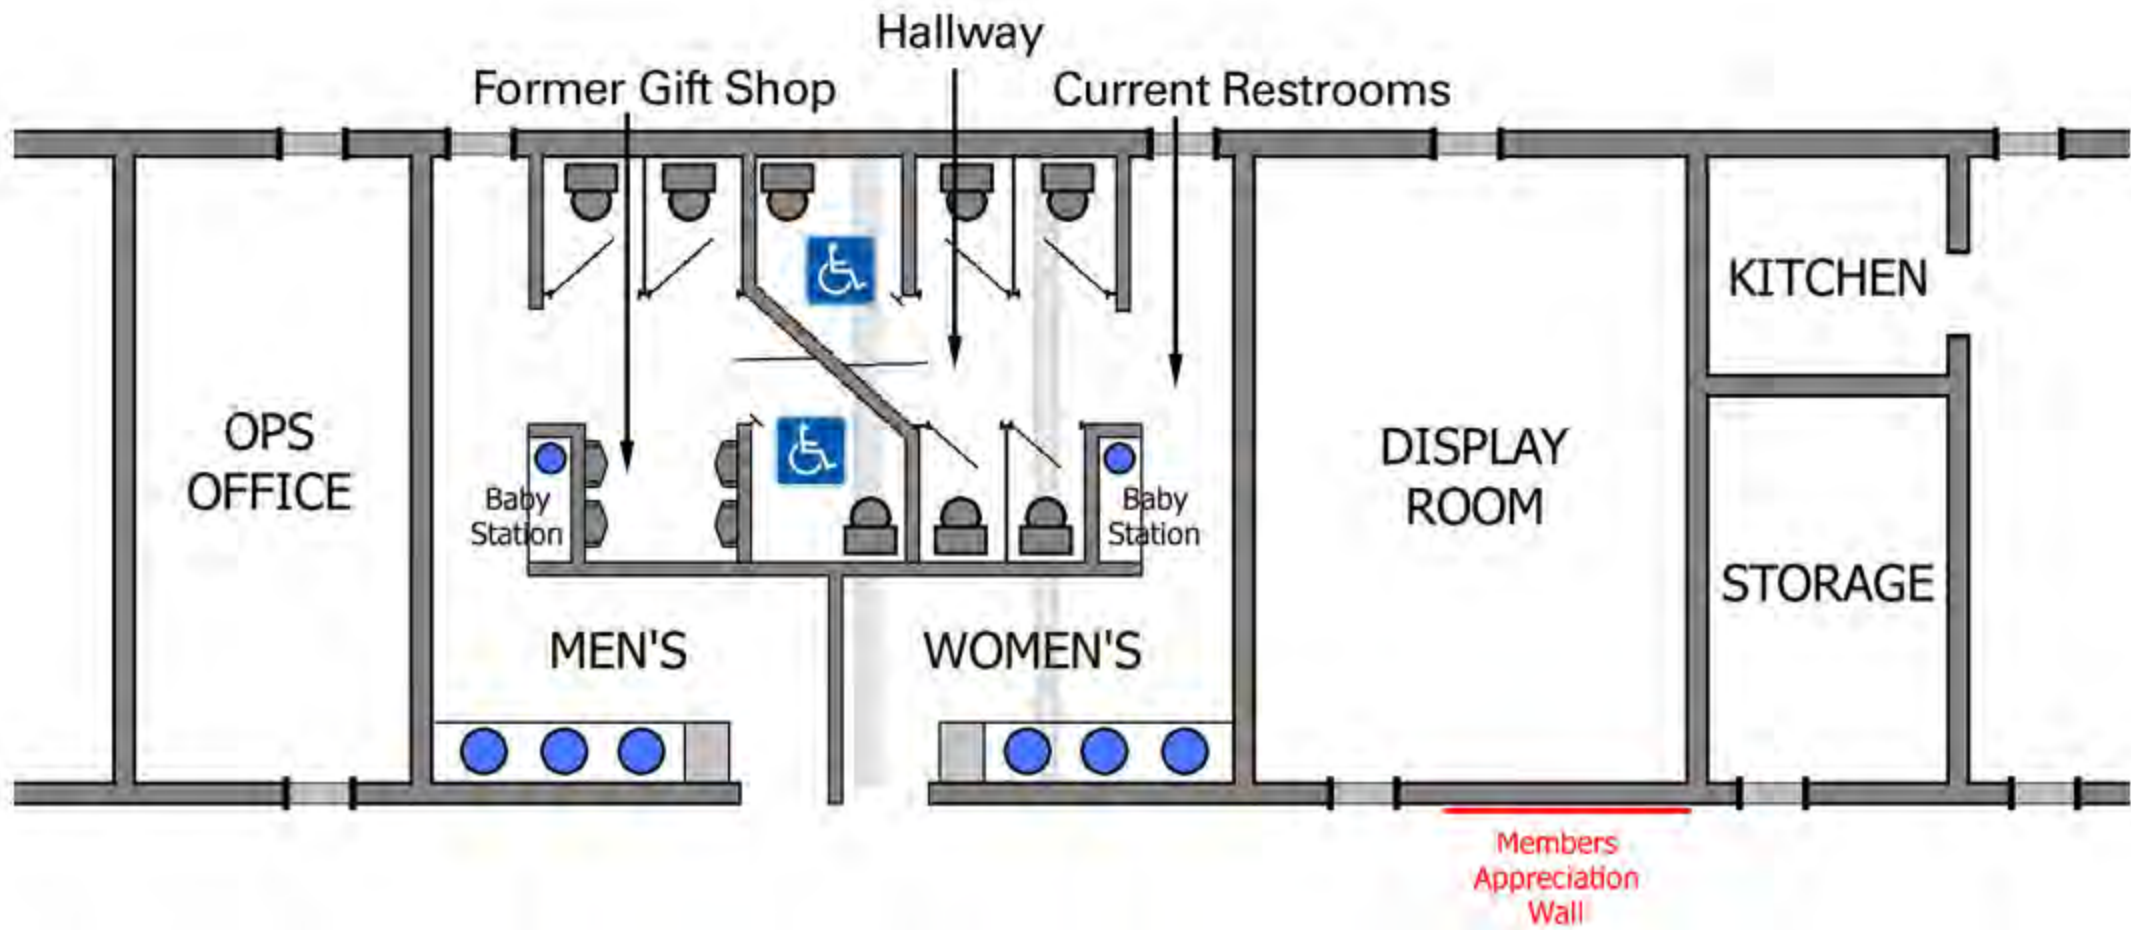 Hallway
Former Gift Shop
Current Restrooms
KITCHEN
OPS
OFFICE
DISPLAY
ROOM
Baby
Station
Baby
Station
STORAGE
MEN'S
WOMEN'S
Members
Appreciation
Wall